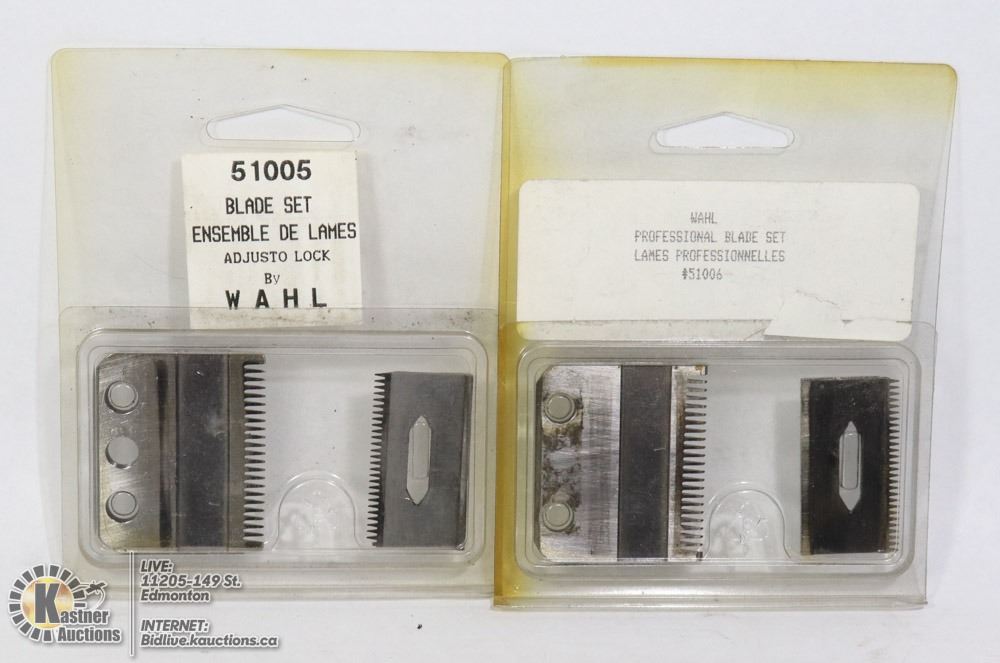 51005
BLADE SET
ENSEMBLE DE LAMES
ADJUSTO LOCK
By
WAHL
WAHL
PROFESSIONAL BLADE SET
LAMES PROFESSIONNELLES
#51006
Kastner
Auctions
LIVE:
11205-149 St.
Edmonton
INTERNET:
Bidlive.kauctions.ca